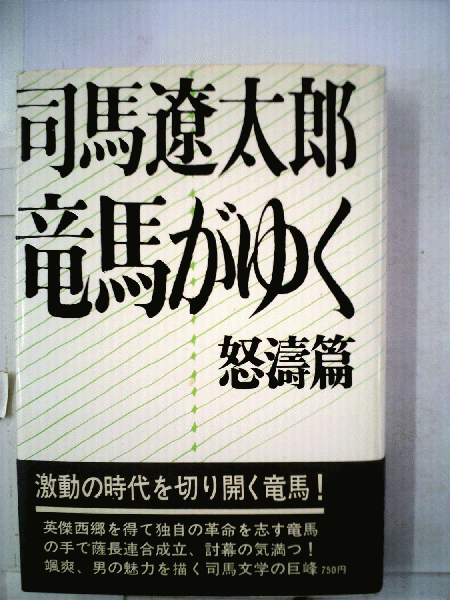 司馬遼太郎
竜馬がゆく
怒濤篇
激動の時代を切り開く竜馬!
英傑西郷を得て独自の革命を志す竜馬
の手で薩長連合成立、討幕の気満つ!
颯爽、男の魅力を描く司馬文学の巨峰 750円